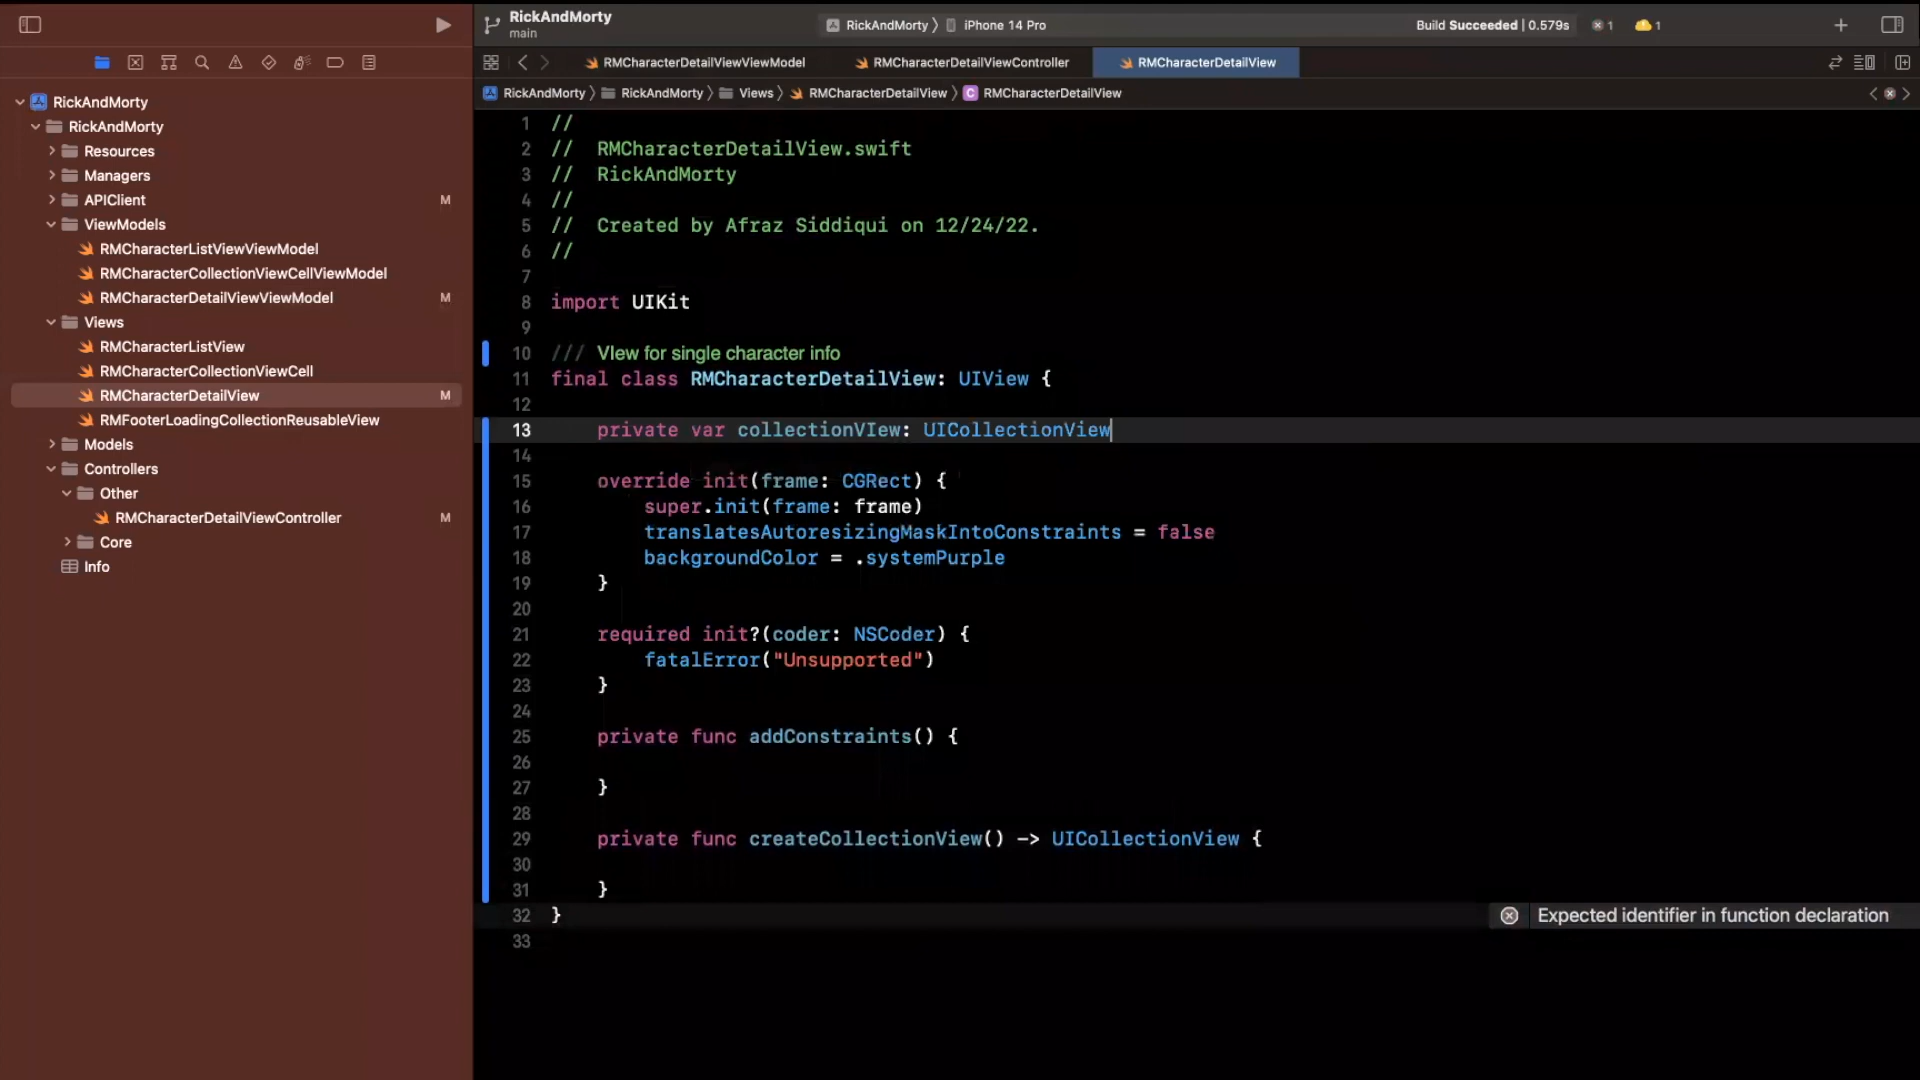 RickAndMorty
main
RickAndMorty
iPhone 14 Pro
Build Succeeded | 0.579s
1
1
RMCharacterDetailViewViewModel
RMCharacterDetailViewController
RMCharacterDetailView
RickAndMorty
RickAndMorty
Views
RMCharacterDetailView
C
RMCharacterDetailView
RickAndMorty
RickAndMorty
Resources
Managers
APIClient M
ViewModels
RMCharacterListViewViewModel
RMCharacterCollectionViewCellViewModel
RMCharacterDetailViewViewModel M
Views
RMCharacterListView
RMCharacterCollectionViewCell
RMCharacterDetailView M
RMFooterLoadingCollectionReusableView
Models
Controllers
Other
RMCharacterDetailViewController M
Core
Info
1 //
2 // RMCharacterDetailView.swift
3 // RickAndMorty
4 //
5 // Created by Afraz Siddiqui on 12/24/22.
6 //
7
8 import UIKit
9
10 /// VIew for single character info
11 final class RMCharacterDetailView: UIView {
12
13 private var collectionVIew: UICollectionView
14
15 override init(frame: CGRect) {
16 super.init(frame: frame)
17 translatesAutoresizingMaskIntoConstraints = false
18 backgroundColor = .systemPurple
19 }
20
21 required init?(coder: NSCoder) {
22 fatalError("Unsupported")
23 }
24
25 private func addConstraints() {
26
27 }
28
29 private func createCollectionView() -> UICollectionView {
30
31 }
32 } Expected identifier in function declaration
33